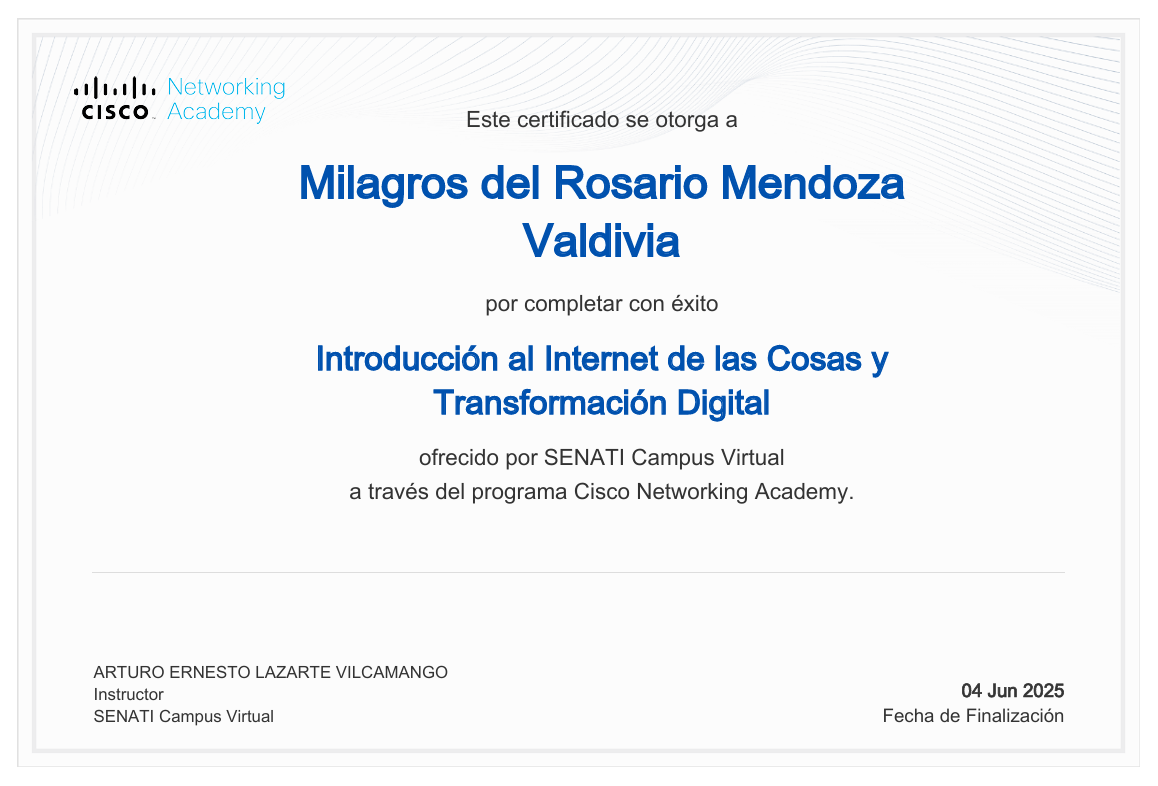 Networking
CISCO Academy
Este certificado se otorga a
Milagros del Rosario Mendoza
Valdivia
por completar con éxito
Introducción al Internet de las Cosas y
Transformación Digital
ofrecido por SENATI Campus Virtual
a través del programa Cisco Networking Academy.
ARTURO ERNESTO LAZARTE VILCAMANGO
Instructor
SENATI Campus Virtual
04 Jun 2025
Fecha de Finalización